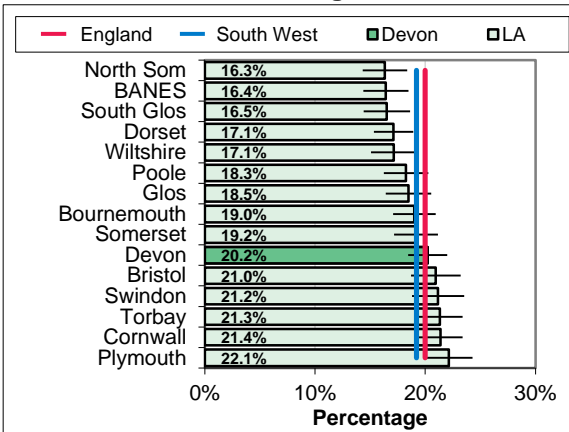 England South West Devon LA
North Som 16.3%
BANES 16.4%
South Glos 16.5%
Dorset 17.1%
Wiltshire 17.1%
Poole 18.3%
Glos 18.5%
Bournemouth 19.0%
Somerset 19.2%
Devon 20.2%
Bristol 21.0%
Swindon 21.2%
Torbay 21.3%
Cornwall 21.4%
Plymouth 22.1%
0% 10% 20% 30%
Percentage